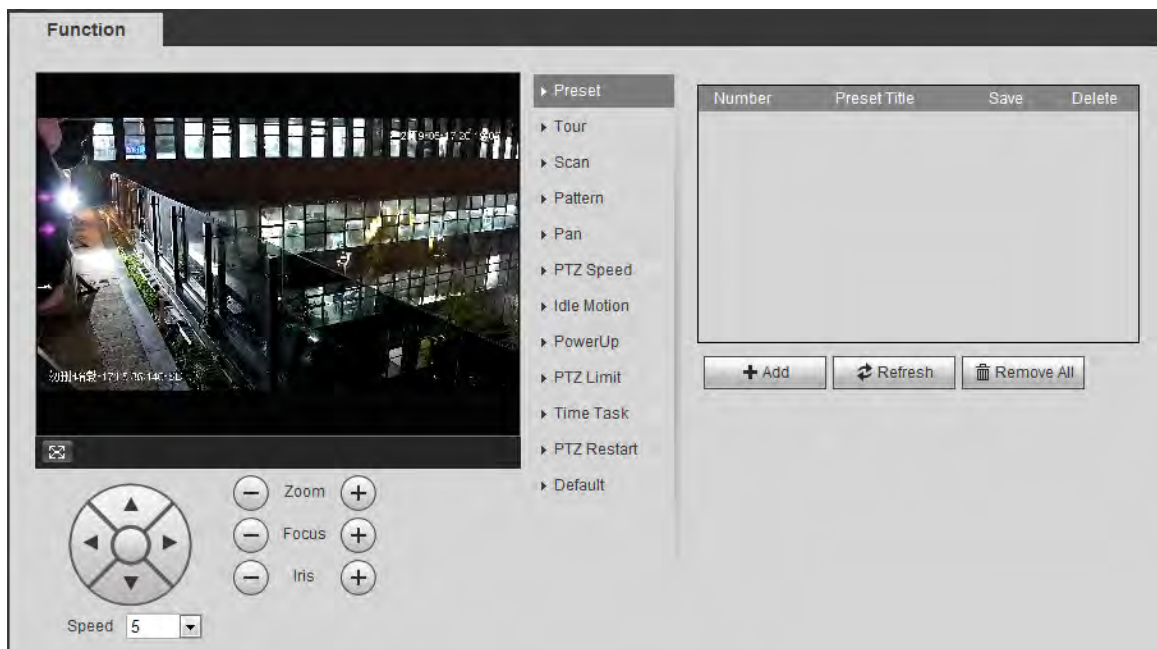 Function
Preset
Tour
Scan
Pattern
Pan
PTZ Speed
Idle Motion
PowerUp
PTZ Limit
Time Task
PTZ Restart
Default
Number Preset Title Save Delete
Add Refresh Remove All
Zoom
Focus
Iris
Speed 5